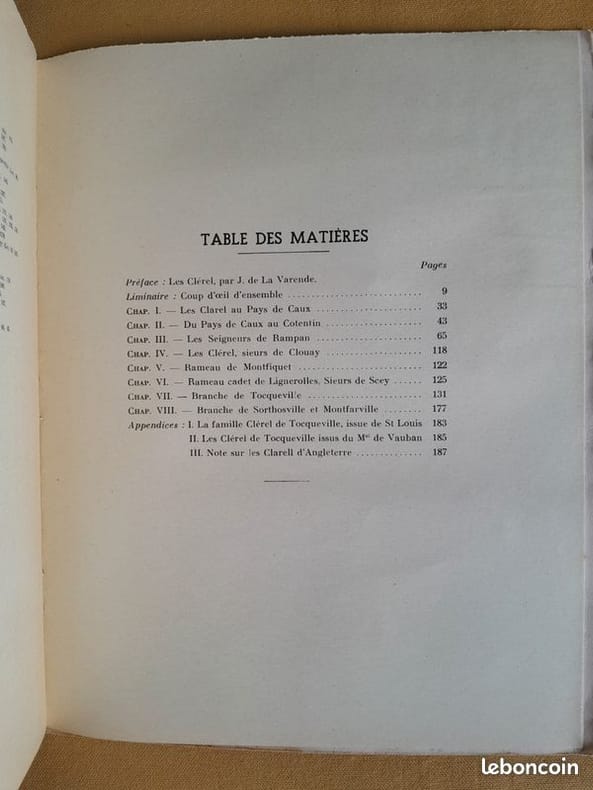 TABLE DES MATIÈRES
Pages
Préface : Les Clérel, par J. de La Varende.
Liminaire : Coup d'œil d'ensemble .......................... 9
CHAP. I. — Les Clarel au Pays de Caux ...................... 33
CHAP. II. — Du Pays de Caux au Cotentin .................... 43
CHAP. III. — Les Seigneurs de Rampan ....................... 65
CHAP. IV. — Les Clérel, sieurs de Clouay ................... 118
CHAP. V. — Rameau de Montfiquet ............................ 122
CHAP. VI. — Rameau cadet de Lignerolles, Sieurs de Scey ...... 125
CHAP. VII. — Branche de Tocqueville ........................ 131
CHAP. VIII. — Branche de Sorthosville et Montfarville ........ 177
Appendices : I. La famille Clérel de Tocqueville, issue de St Louis 183
II. Les Clérel de Tocqueville issus du Mal de Vauban 185
III. Note sur les Clarell d'Angleterre .............. 187
leboncoin